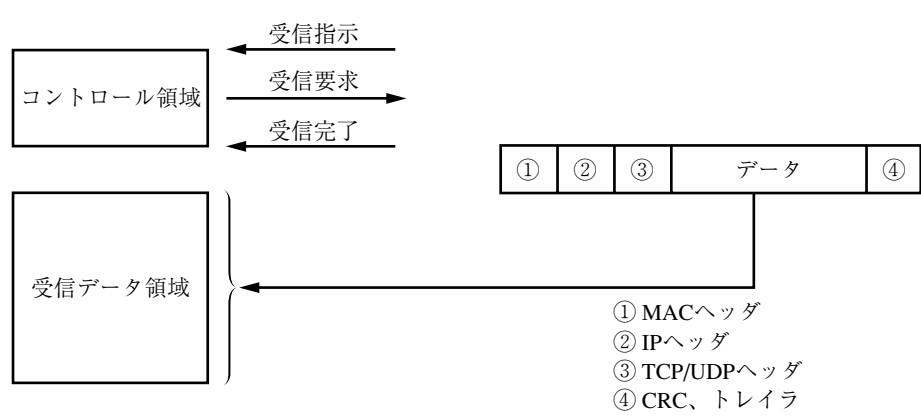 受信指示
コントロール領域
受信要求
受信完了
① ② ③ データ ④
受信データ領域
① MACヘッダ
② IPヘッダ
③ TCP/UDPヘッダ
④ CRC、トレイラ